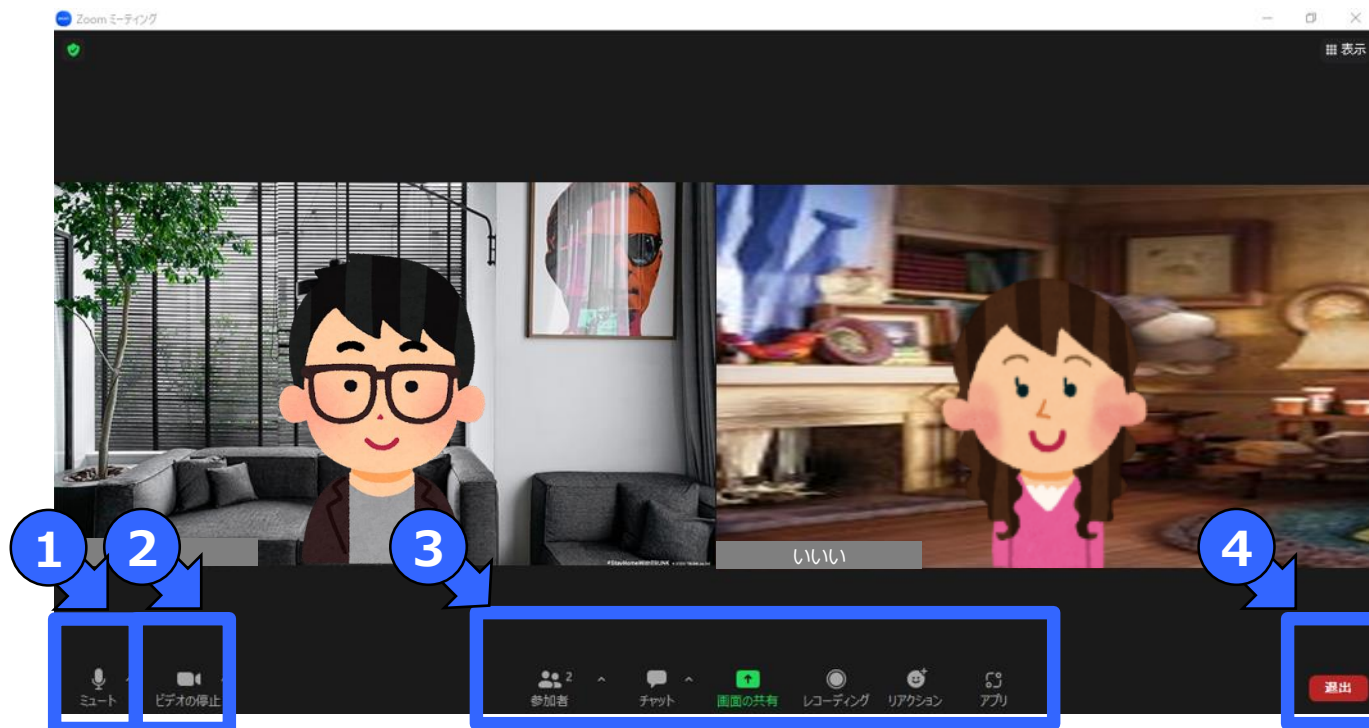 Zoom ミーティング
表示
いいい
1
2
3
4
ミュート
ビデオの停止
2
参加者
チャット
画面の共有
レコーディング
リアクション
アプリ
退出